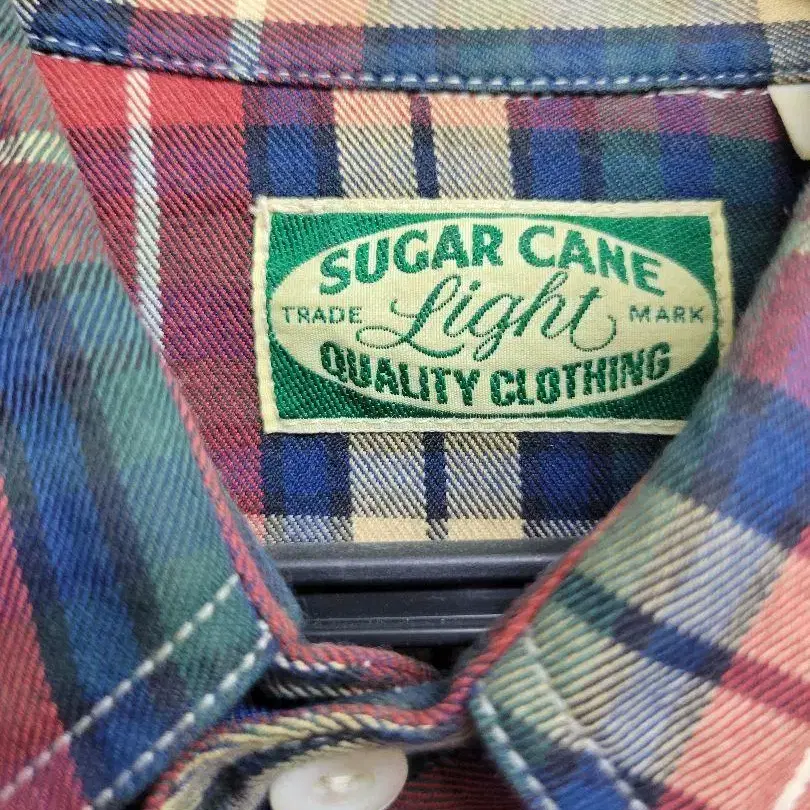 SUGAR CANE
TRADE Light MARK
QUALITY CLOTHING